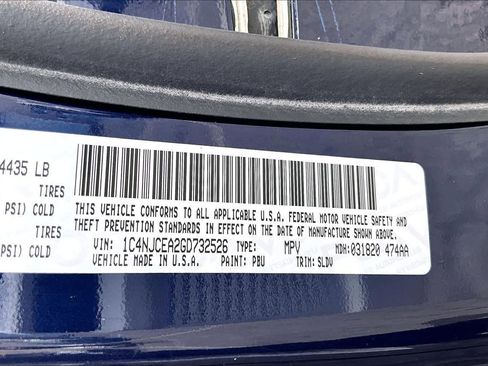 4435 LB
TIRES
PSI) COLD
THIS VEHICLE CONFORMS TO ALL APPLICABLE U.S.A. FEDERAL MOTOR VEHICLE SAFETY AND
TIRES
THEFT PREVENTION STANDARDS IN EFFECT ON THE DATE OF MANUFACTURE SHOWN ABOVE.
PSI) COLD
VIN: 1C4NJCEA2GD732526 TYPE: MPV MDH:031820 474AA
VEHICLE MADE IN U.S.A. PAINT: PBU TRIM:SLDV